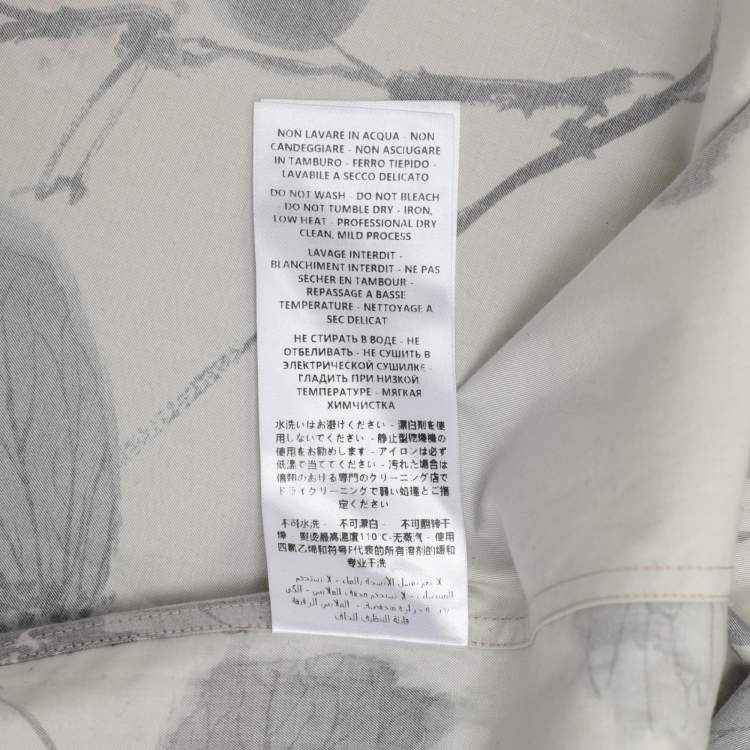 NON LAVARE IN ACQUA - NON
CANDEGGIARE - NON ASCIUGARE
IN TAMBURO - FERRO TIEPIDO -
LAVABILE A SECCO DELICATO
DO NOT WASH - DO NOT BLEACH
- DO NOT TUMBLE DRY - IRON,
LOW HEAT - PROFESSIONAL DRY
CLEAN, MILD PROCESS
LAVAGE INTERDIT -
BLANCHIMENT INTERDIT - NE PAS
SECHER EN TAMBOUR -
REPASSAGE A BASSE
TEMPERATURE - NETTOYAGE A
SEC DELICAT
НЕ СТИРАТЬ В ВОДЕ - НЕ
ОТБЕЛИВАТЬ - НЕ СУШИТЬ В
ЭЛЕКТРИЧЕСКОЙ СУШИЛКЕ -
ГЛАДИТЬ ПРИ НИЗКОЙ
ТЕМПЕРАТУРЕ - МЯГКАЯ
ХИМЧИСТКА
水洗いはお避けください - 漂白剤を使
用しないでください - 静止型乾燥機の
使用をお勧めします - アイロンは必ず
低温で当ててください - 汚れた場合は
信頼のおける専門のクリーニング店で
ドライクリーニングで弱い処理とご指
定ください
不可水洗 - 不可漂白 - 不可翻转干
燥 - 熨烫最高温度110°C-无蒸汽 - 使用
四氯乙烯和符号F代表的所有溶剂的缓和
专业干洗